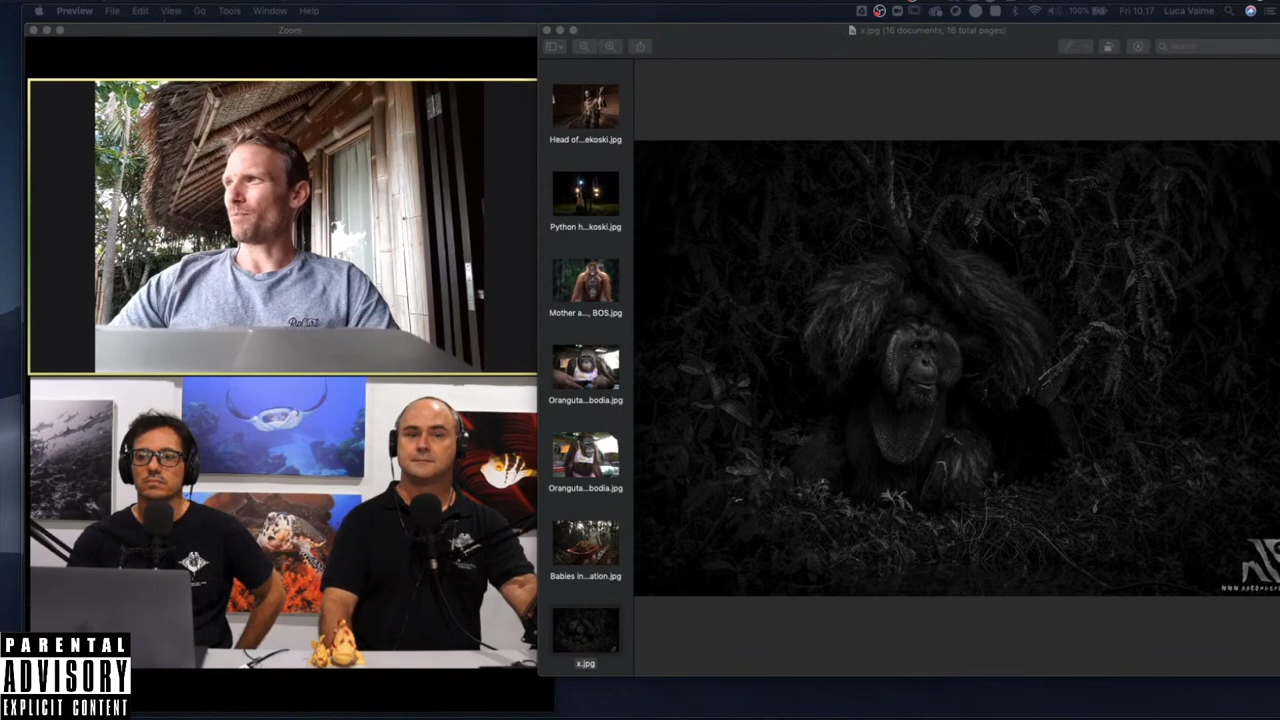 Preview File Edit View Go Tools Window Help
100% Fri 10.17 Luca Vaime
Zoom
x.jpg (16 documents, 16 total pages)
Search
Head of...ekoski.jpg
Python h...koski.jpg
Mother a..., BOS.jpg
Oranguta...bodia.jpg
Oranguta...bodia.jpg
Babies in...ation.jpg
x.jpg
RipCurl
PARENTAL
ADVISORY
EXPLICIT CONTENT